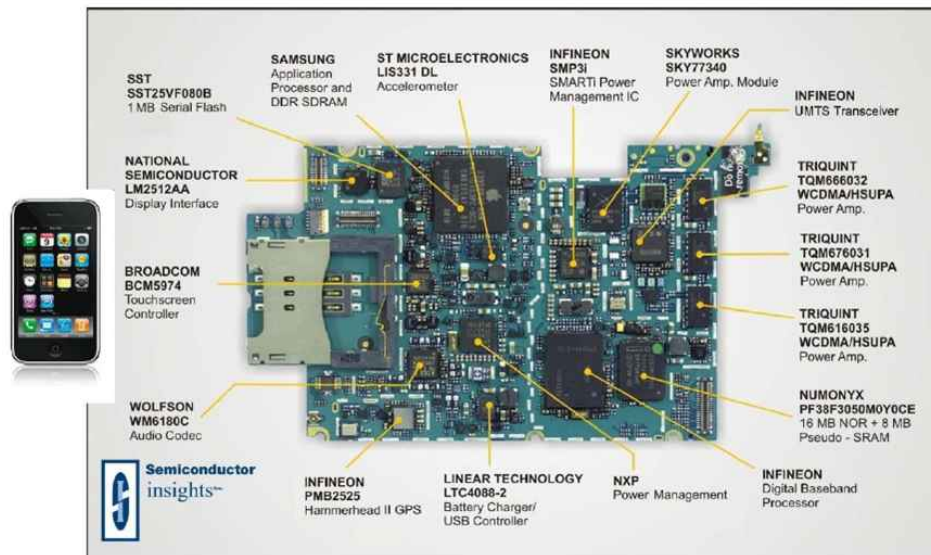 SST
SST25VF080B
1 MB Serial Flash
SAMSUNG
Application
Processor and
DDR SDRAM
ST MICROELECTRONICS
LIS331 DL
Accelerometer
INFINEON
SMP3i
SMARTi Power
Management IC
SKYWORKS
SKY77340
Power Amp. Module
INFINEON
UMTS Transceiver
NATIONAL
SEMICONDUCTOR
LM2512AA
Display Interface
TRIQUINT
TQM666032
WCDMA/HSUPA
Power Amp.
BROADCOM
BCM5974
Touchscreen
Controller
TRIQUINT
TQM676031
WCDMA/HSUPA
Power Amp.
TRIQUINT
TQM616035
WCDMA/HSUPA
Power Amp.
WOLFSON
WM6180C
Audio Codec
NUMONYX
PF38F3050M0Y0CE
16 MB NOR + 8 MB
Pseudo - SRAM
Semiconductor
insights
INFINEON
PMB2525
Hammerhead II GPS
LINEAR TECHNOLOGY
LTC4088-2
Battery Charger/
USB Controller
NXP
Power Management
INFINEON
Digital Baseband
Processor